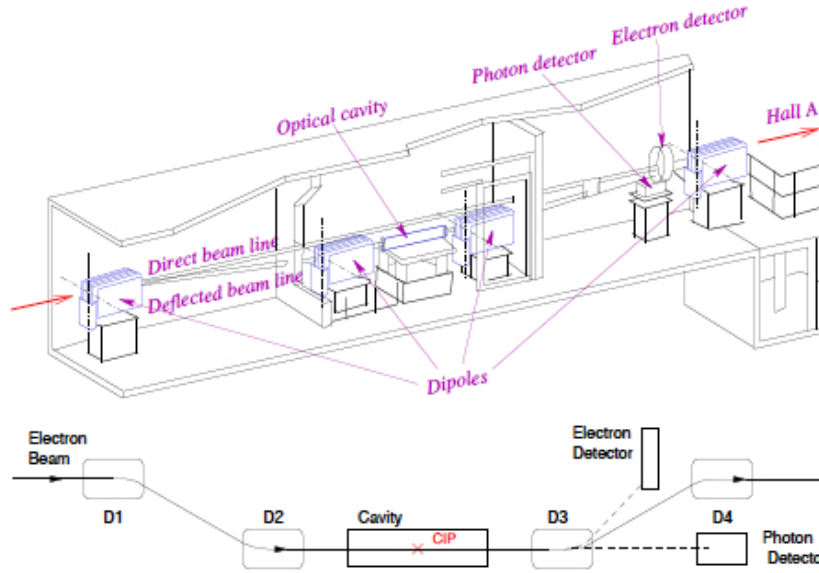 Electron detector
Photon detector
Hall A
Optical cavity
Direct beam line
Deflected beam line
Dipoles
Electron
Beam
Electron
Detector
D1
D2
Cavity
CIP
D3
D4
Photon
Detecto